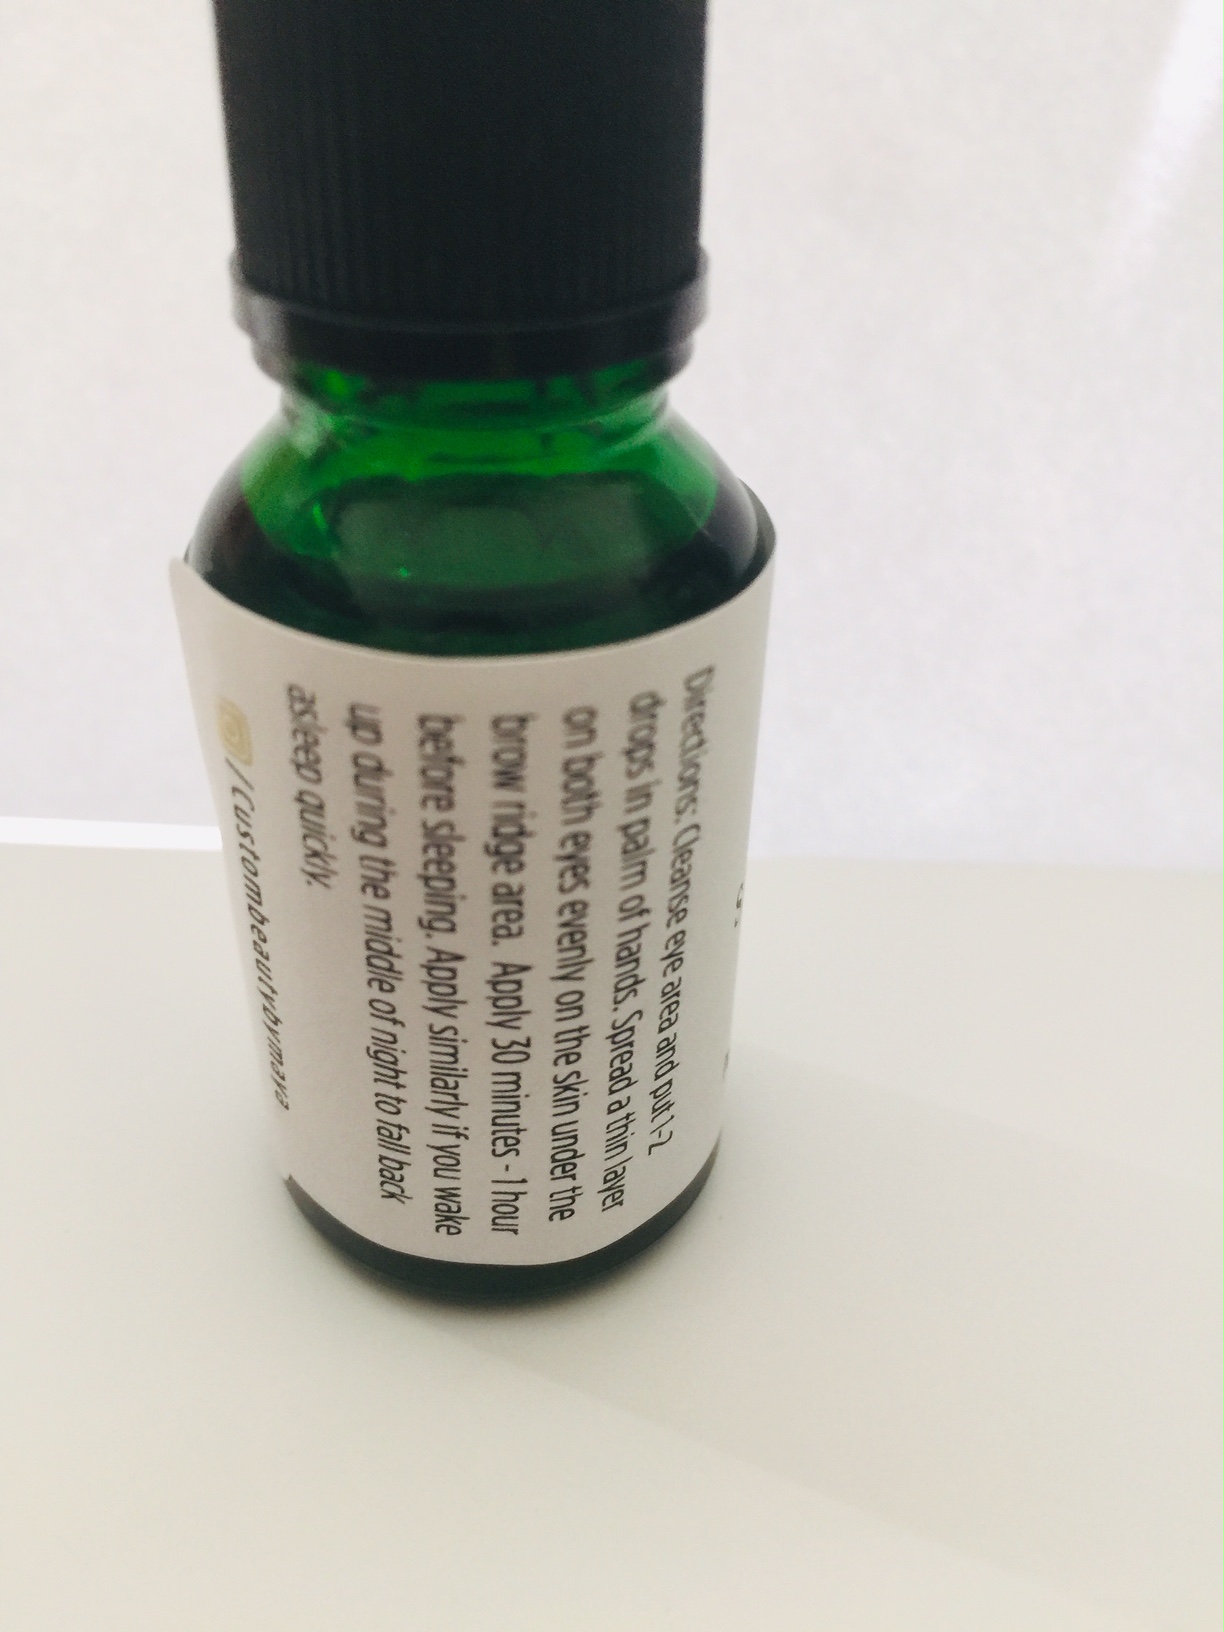 Directions: Cleanse eye area and put 1-2
drops in palm of hands. Spread a thin layer
on both eyes evenly on the skin under the
brow ridge area. Apply 30 minutes - 1 hour
before sleeping. Apply similarly if you wake
up during the middle of night to fall back
asleep quickly.
/Custombeautybymaya